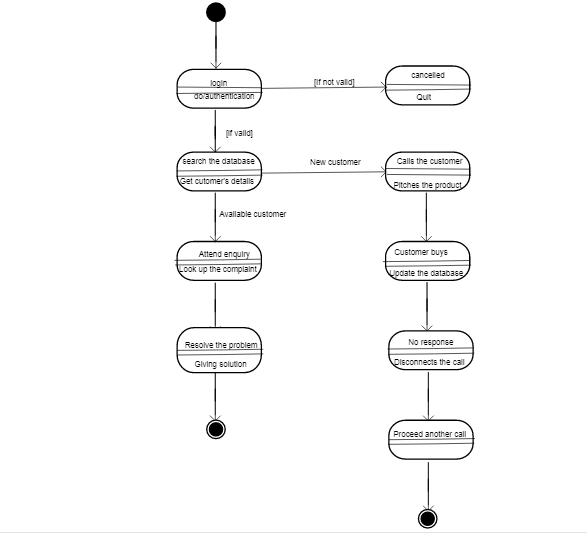 login
do/authentication
[if not valid]
cancelled
Quit
[if valid]
search the database
Get cutomer's details
New customer
Calls the customer
Pitches the product
Available customer
Attend enquiry
Look up the complaint
Customer buys
Update the database
Resolve the problem
Giving solution
No response
Disconnects the call
Proceed another call